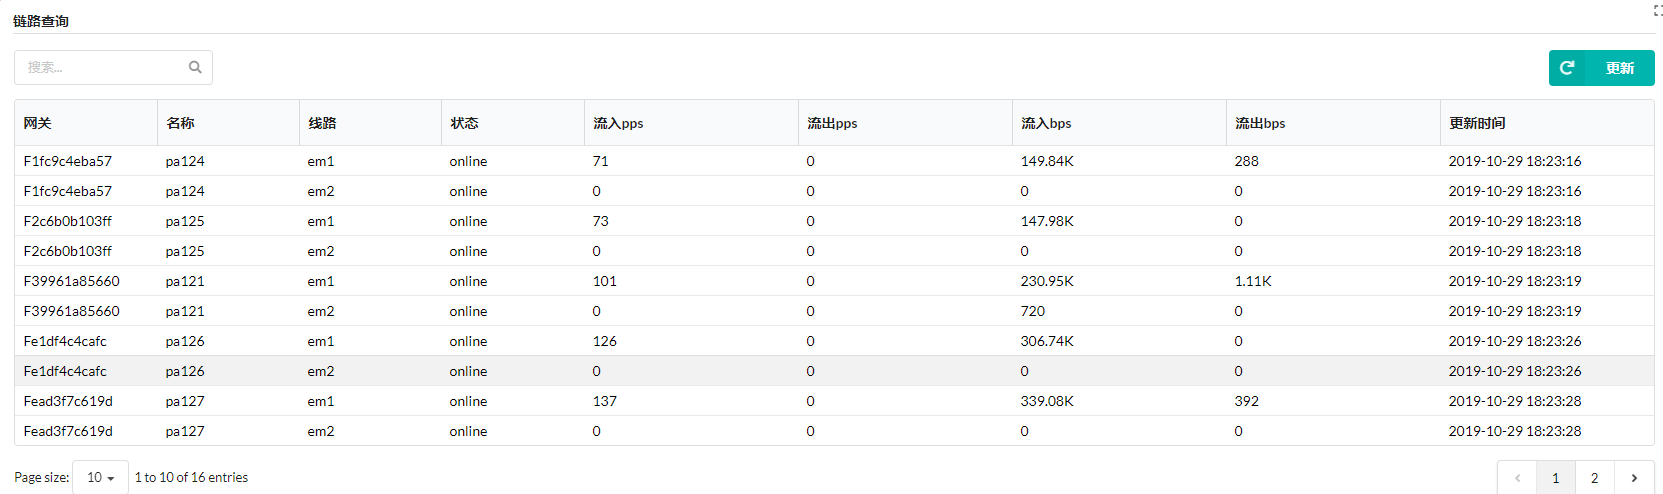 链路查询
搜索...
更新
网关 名称 线路 状态 流入pps 流出pps 流入bps 流出bps 更新时间
F1fc9c4eba57 pa124 em1 online 71 0 149.84K 288 2019-10-29 18:23:16
F1fc9c4eba57 pa124 em2 online 0 0 0 0 2019-10-29 18:23:16
F2c6b0b103ff pa125 em1 online 73 0 147.98K 0 2019-10-29 18:23:18
F2c6b0b103ff pa125 em2 online 0 0 0 0 2019-10-29 18:23:18
F39961a85660 pa121 em1 online 101 0 230.95K 1.11K 2019-10-29 18:23:19
F39961a85660 pa121 em2 online 0 0 720 0 2019-10-29 18:23:19
Fe1df4c4cafc pa126 em1 online 126 0 306.74K 0 2019-10-29 18:23:26
Fe1df4c4cafc pa126 em2 online 0 0 0 0 2019-10-29 18:23:26
Fead3f7c619d pa127 em1 online 137 0 339.08K 392 2019-10-29 18:23:28
Fead3f7c619d pa127 em2 online 0 0 0 0 2019-10-29 18:23:28
Page size: 10 1 to 10 of 16 entries 1 2